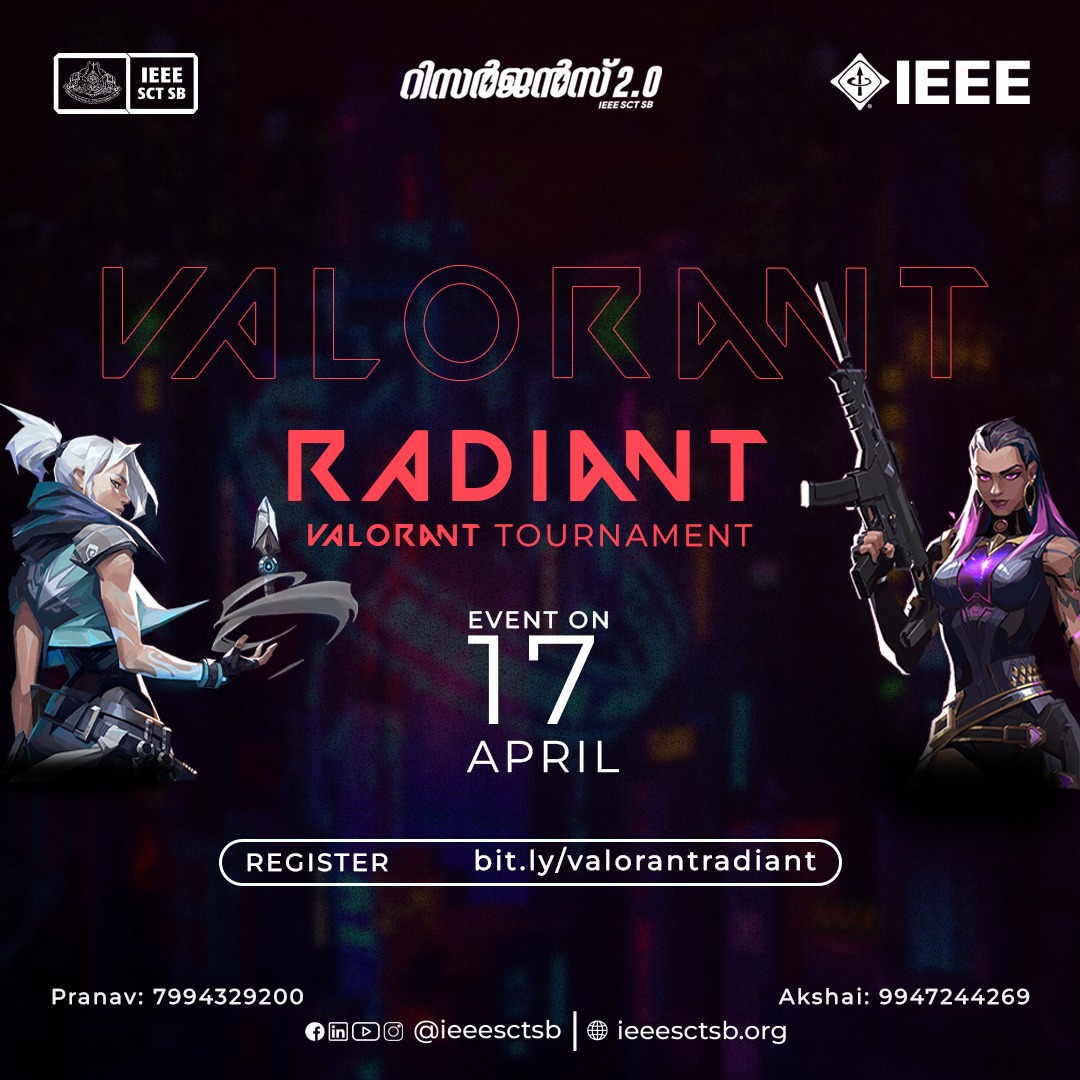 IEEE
SCT SB
റിസർജൻസ് 2.0
IEEE SCT SB
IEEE
VALORANT
RADIANT
VALORANT TOURNAMENT
EVENT ON
17
APRIL
REGISTER bit.ly/valorantradiant
Pranav: 7994329200
Akshai: 9947244269
@ieeesctsb | ieeesctsb.org